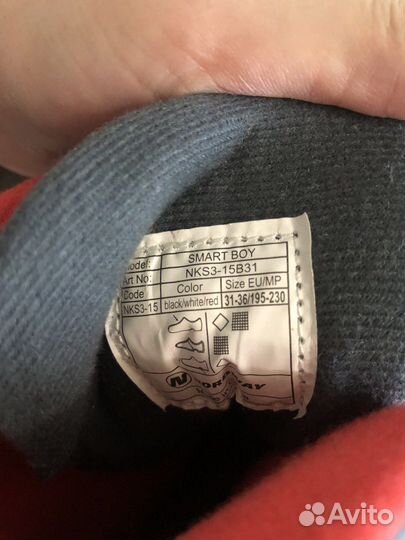 Model: SMART BOY
Art No: NKS3-15B31
Code Color Size EU/MP
NKS3-15 black/white/red 31-36/195-230
N
Avito